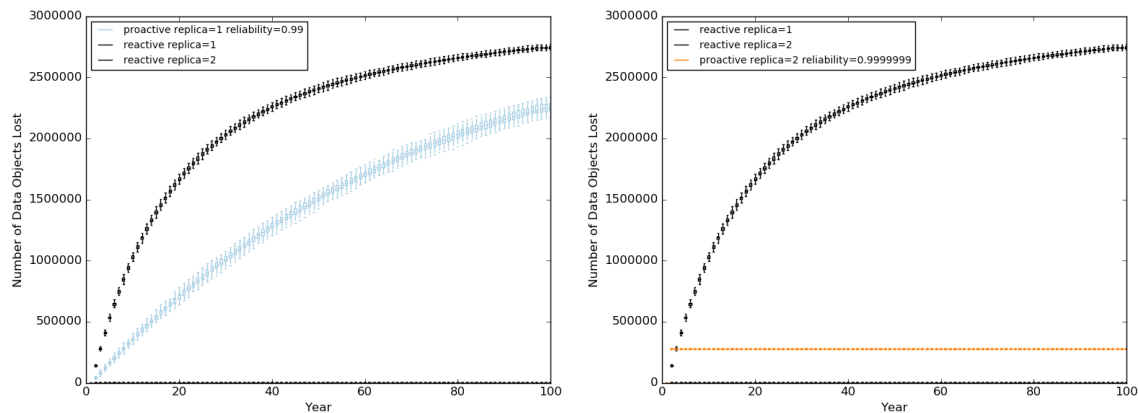 3000000
2500000
2000000
1500000
1000000
500000
0
Number of Data Objects Lost
proactive replica=1 reliability=0.99
reactive replica=1
reactive replica=2
0 20 40 60 80 100
Year
3000000
2500000
2000000
1500000
1000000
500000
0
Number of Data Objects Lost
reactive replica=1
reactive replica=2
proactive replica=2 reliability=0.9999999
0 20 40 60 80 100
Year